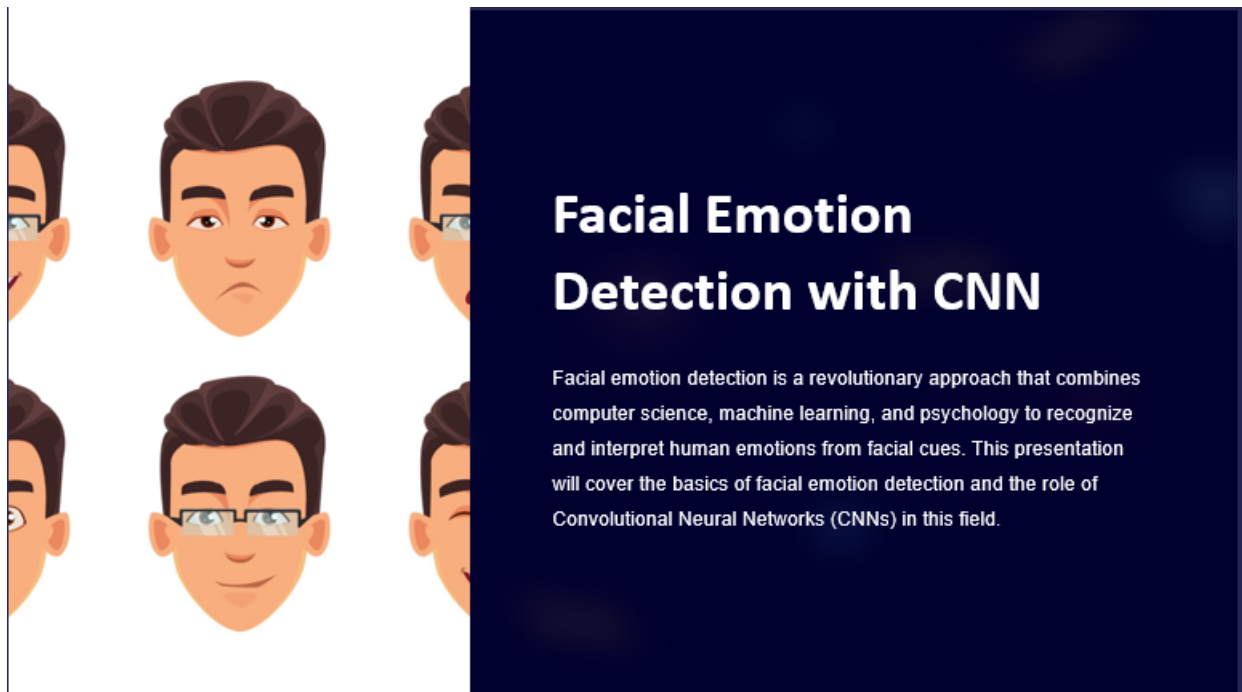 Facial Emotion
Detection with CNN
Facial emotion detection is a revolutionary approach that combines
computer science, machine learning, and psychology to recognize
and interpret human emotions from facial cues. This presentation
will cover the basics of facial emotion detection and the role of
Convolutional Neural Networks (CNNs) in this field.